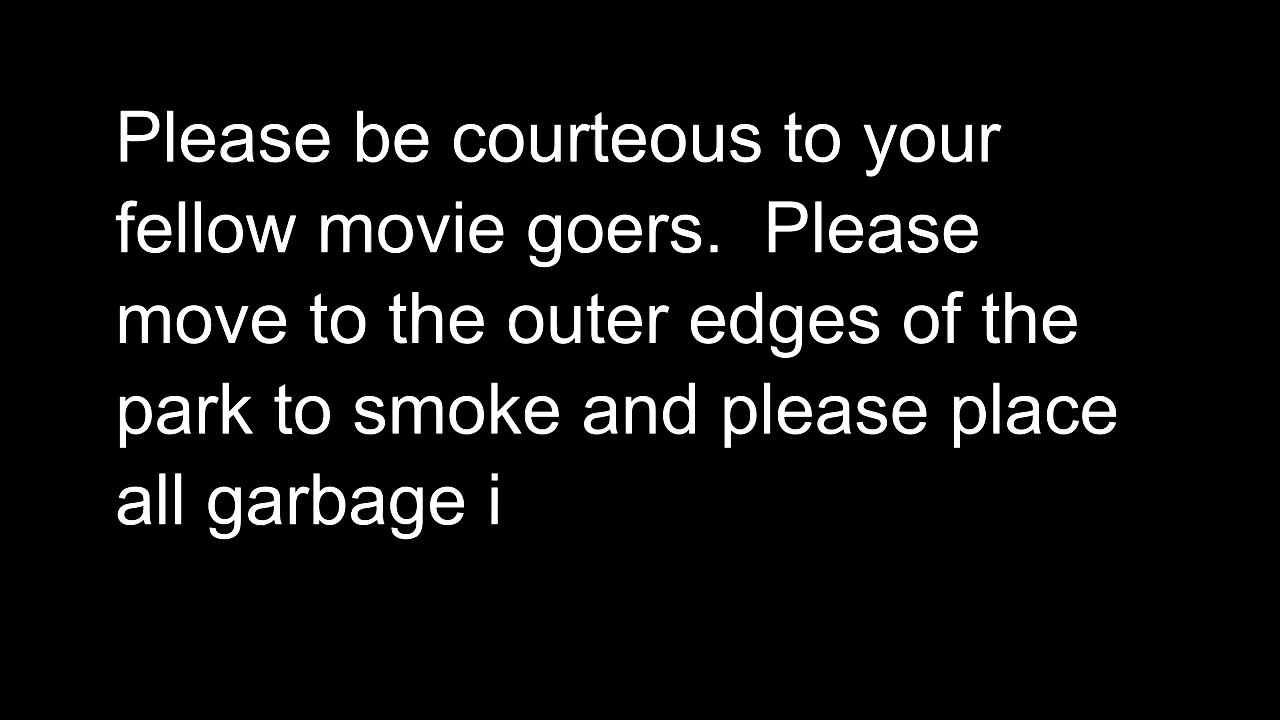 Please be courteous to your
fellow movie goers.  Please
move to the outer edges of the
park to smoke and please place
all garbage i